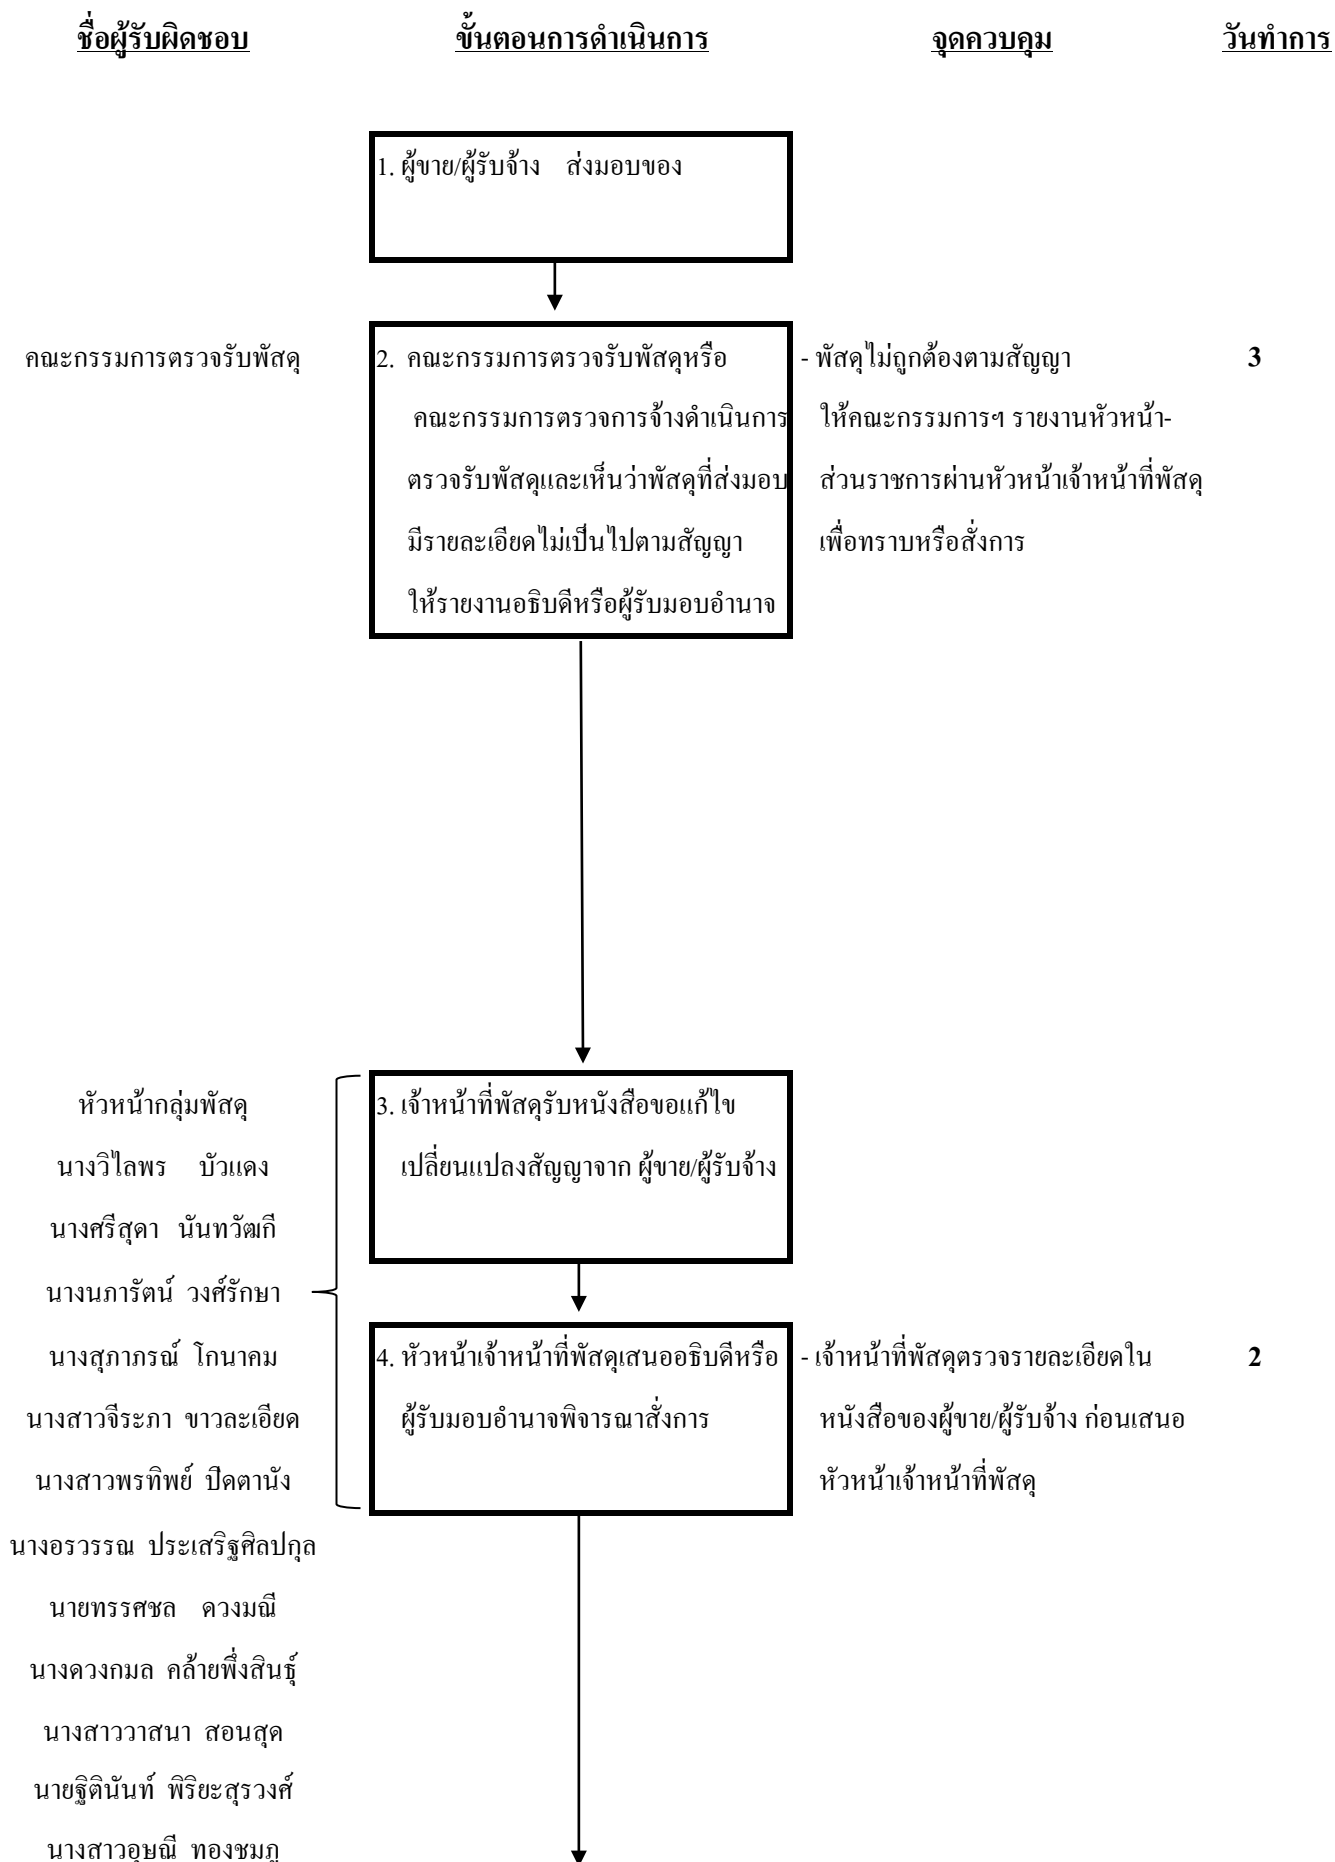 ชื่อผู้รับผิดชอบ ขั้นตอนการดำเนินการ จุดควบคุม วันทำการ
1. ผู้ขาย/ผู้รับจ้าง ส่งมอบของ
คณะกรรมการตรวจรับพัสดุ 2. คณะกรรมการตรวจรับพัสดุหรือ - พัสดุไม่ถูกต้องตามสัญญา 3
คณะกรรมการตรวจการจ้างดำเนินการ ให้คณะกรรมการฯ รายงานหัวหน้า-
ตรวจรับพัสดุและเห็นว่าพัสดุที่ส่งมอบ ส่วนราชการผ่านหัวหน้าเจ้าหน้าที่พัสดุ
มีรายละเอียดไม่เป็นไปตามสัญญา เพื่อทราบหรือสั่งการ
ให้รายงานอธิบดีหรือผู้รับมอบอำนาจ
หัวหน้ากลุ่มพัสดุ 3. เจ้าหน้าที่พัสดุรับหนังสือขอแก้ไข
นางวิไลพร บัวแดง เปลี่ยนแปลงสัญญาจาก ผู้ขาย/ผู้รับจ้าง
นางศรีสุดา นันทวัฒกี
นางนภารัตน์ วงศ์รักษา
นางสุภาภรณ์ โกนาคม 4. หัวหน้าเจ้าหน้าที่พัสดุเสนออธิบดีหรือ - เจ้าหน้าที่พัสดุตรวจรายละเอียดใน 2
นางสาวจีระภา ขาวละเอียด ผู้รับมอบอำนาจพิจารณาสั่งการ หนังสือของผู้ขาย/ผู้รับจ้าง ก่อนเสนอ
นางสาวพรทิพย์ ปีดตานัง หัวหน้าเจ้าหน้าที่พัสดุ
นางอรวรรณ ประเสริฐศิลปกุล
นายทรรศชล ดวงมณี
นางดวงกมล คล้ายพึ่งสินธุ์
นางสาววาสนา สอนสุด
นายฐิตินันท์ พิริยะสุรวงศ์
นางสาวอุษณี ทองชมภู